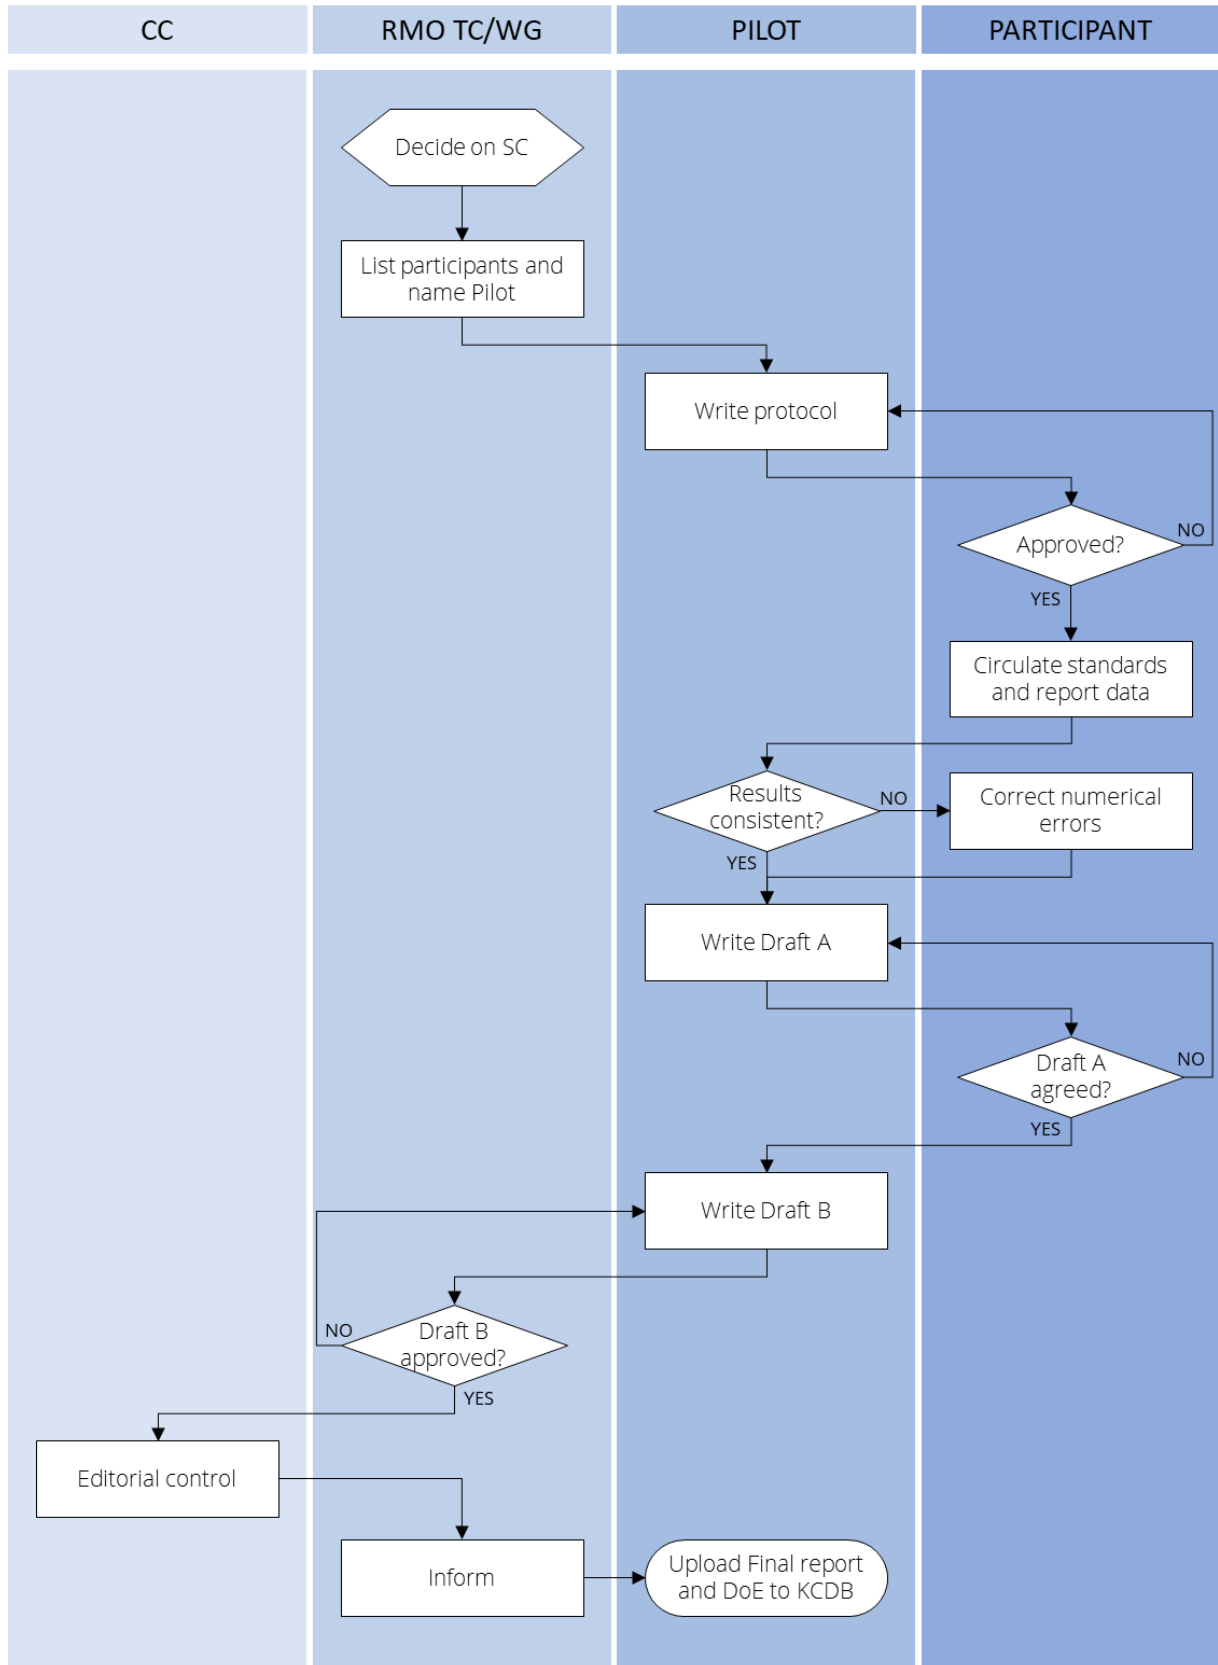 CC
RMO TC/WG
PILOT
PARTICIPANT
Decide on SC
List participants and
name Pilot
Write protocol
Approved?
NO
YES
Circulate standards
and report data
Results
consistent?
NO
YES
Correct numerical
errors
Write Draft A
Draft A
agreed?
NO
YES
Write Draft B
Draft B
approved?
NO
YES
Editorial control
Inform
Upload Final report
and DoE to KCDB